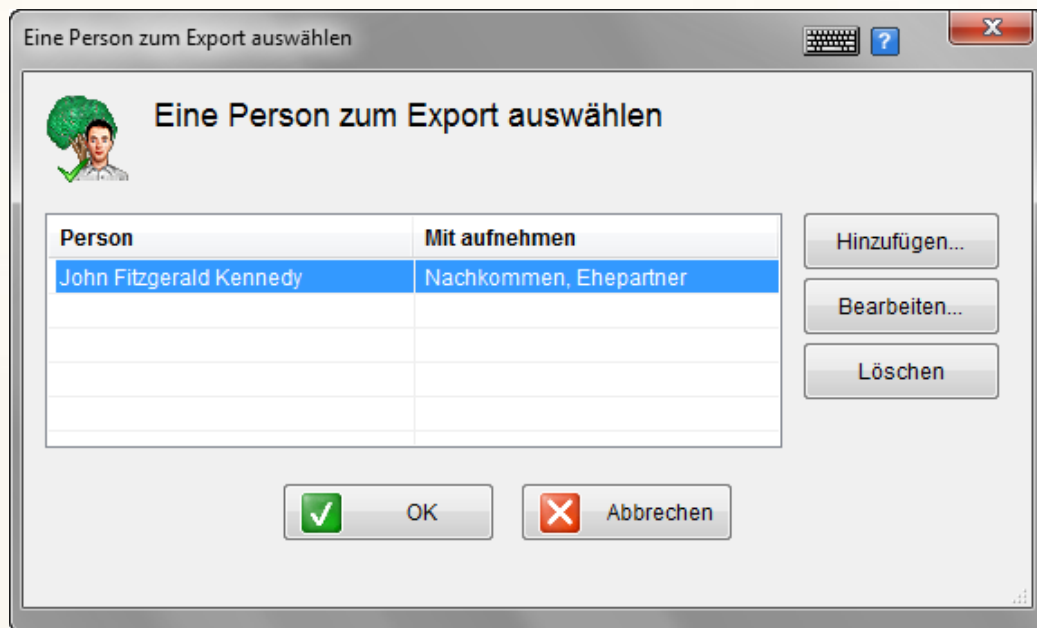 Eine Person zum Export auswählen
?
X
Eine Person zum Export auswählen
Person Mit aufnehmen
John Fitzgerald Kennedy Nachkommen, Ehepartner
Hinzufügen...
Bearbeiten...
Löschen
OK Abbrechen